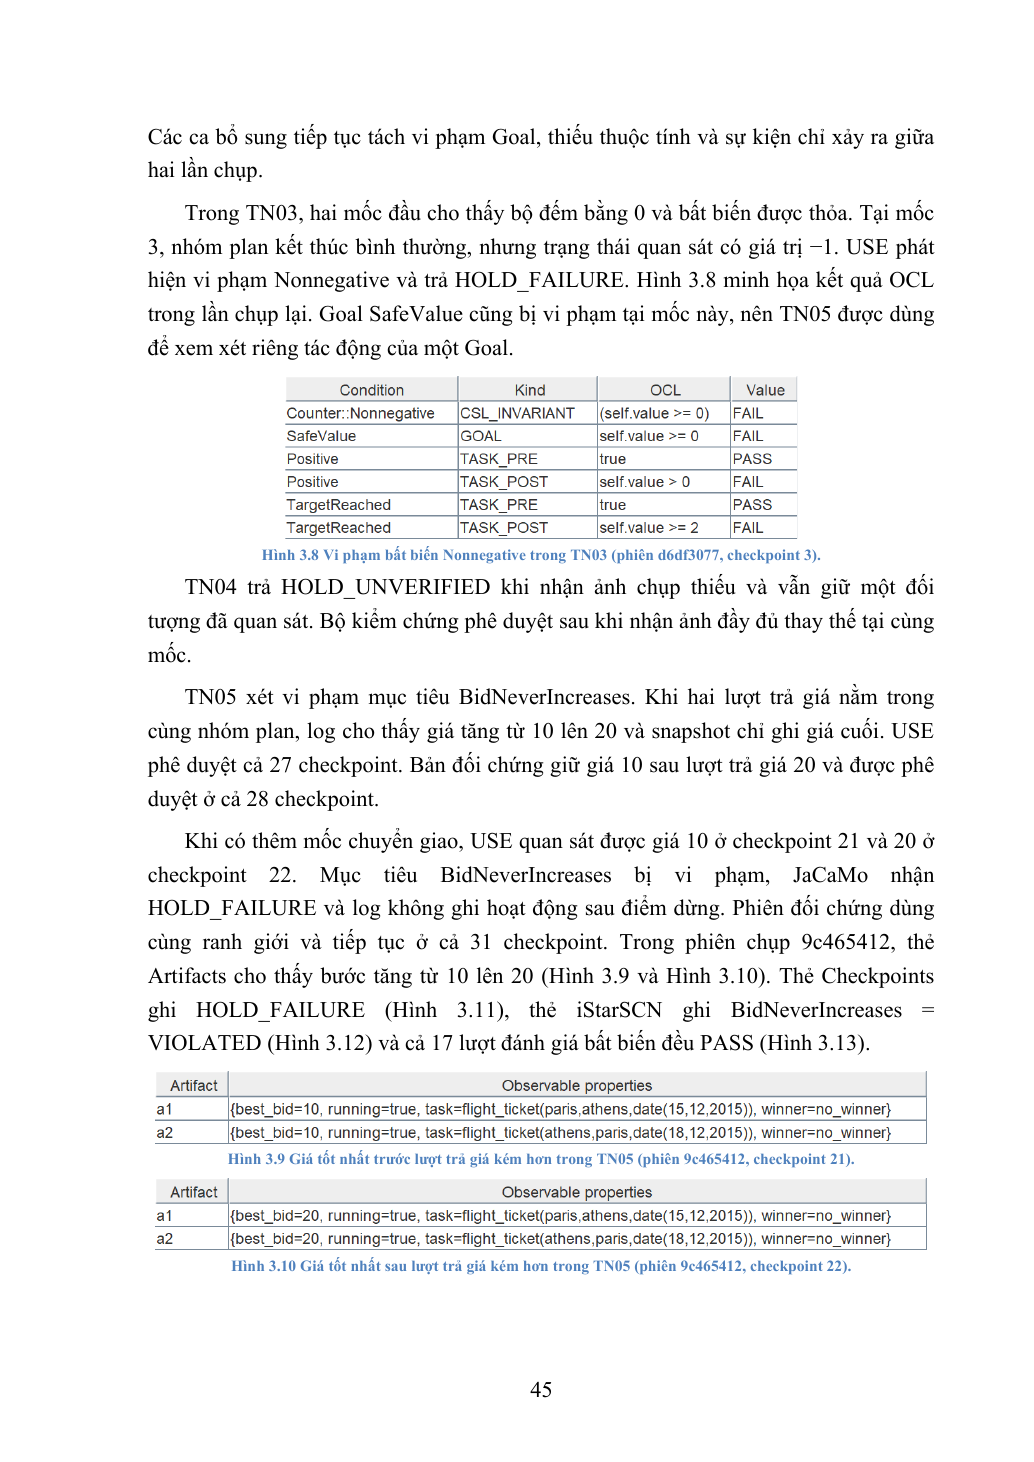 Các ca bổ sung tiếp tục tách vi phạm Goal, thiếu thuộc tính và sự kiện chỉ xảy ra giữa
hai lần chụp.
Trong TN03, hai mốc đầu cho thấy bộ đếm bằng 0 và bất biến được thỏa. Tại mốc
3, nhóm plan kết thúc bình thường, nhưng trạng thái quan sát có giá trị −1. USE phát
hiện vi phạm Nonnegative và trả HOLD_FAILURE. Hình 3.8 minh họa kết quả OCL
trong lần chụp lại. Goal SafeValue cũng bị vi phạm tại mốc này, nên TN05 được dùng
để xem xét riêng tác động của một Goal.
Condition Kind OCL Value
Counter::Nonnegative CSL_INVARIANT (self.value >= 0) FAIL
SafeValue GOAL self.value >= 0 FAIL
Positive TASK_PRE true PASS
Positive TASK_POST self.value > 0 FAIL
TargetReached TASK_PRE true PASS
TargetReached TASK_POST self.value >= 2 FAIL
Hình 3.8 Vi phạm bất biến Nonnegative trong TN03 (phiên d6df3077, checkpoint 3).
TN04 trả HOLD_UNVERIFIED khi nhận ảnh chụp thiếu và vẫn giữ một đối
tượng đã quan sát. Bộ kiểm chứng phê duyệt sau khi nhận ảnh đầy đủ thay thế tại cùng
mốc.
TN05 xét vi phạm mục tiêu BidNeverIncreases. Khi hai lượt trả giá nằm trong
cùng nhóm plan, log cho thấy giá tăng từ 10 lên 20 và snapshot chỉ ghi giá cuối. USE
phê duyệt cả 27 checkpoint. Bản đối chứng giữ giá 10 sau lượt trả giá 20 và được phê
duyệt ở cả 28 checkpoint.
Khi có thêm mốc chuyển giao, USE quan sát được giá 10 ở checkpoint 21 và 20 ở
checkpoint 22. Mục tiêu BidNeverIncreases bị vi phạm, JaCaMo nhận
HOLD_FAILURE và log không ghi hoạt động sau điểm dừng. Phiên đối chứng dùng
cùng ranh giới và tiếp tục ở cả 31 checkpoint. Trong phiên chụp 9c465412, thẻ
Artifacts cho thấy bước tăng từ 10 lên 20 (Hình 3.9 và Hình 3.10). Thẻ Checkpoints
ghi HOLD_FAILURE (Hình 3.11), thẻ iStarSCN ghi BidNeverIncreases =
VIOLATED (Hình 3.12) và cả 17 lượt đánh giá bất biến đều PASS (Hình 3.13).
Artifact Observable properties
a1 {best_bid=10, running=true, task=flight_ticket(paris,athens,date(15,12,2015)), winner=no_winner}
a2 {best_bid=10, running=true, task=flight_ticket(athens,paris,date(18,12,2015)), winner=no_winner}
Hình 3.9 Giá tốt nhất trước lượt trả giá kém hơn trong TN05 (phiên 9c465412, checkpoint 21).
Artifact Observable properties
a1 {best_bid=20, running=true, task=flight_ticket(paris,athens,date(15,12,2015)), winner=no_winner}
a2 {best_bid=20, running=true, task=flight_ticket(athens,paris,date(18,12,2015)), winner=no_winner}
Hình 3.10 Giá tốt nhất sau lượt trả giá kém hơn trong TN05 (phiên 9c465412, checkpoint 22).
45